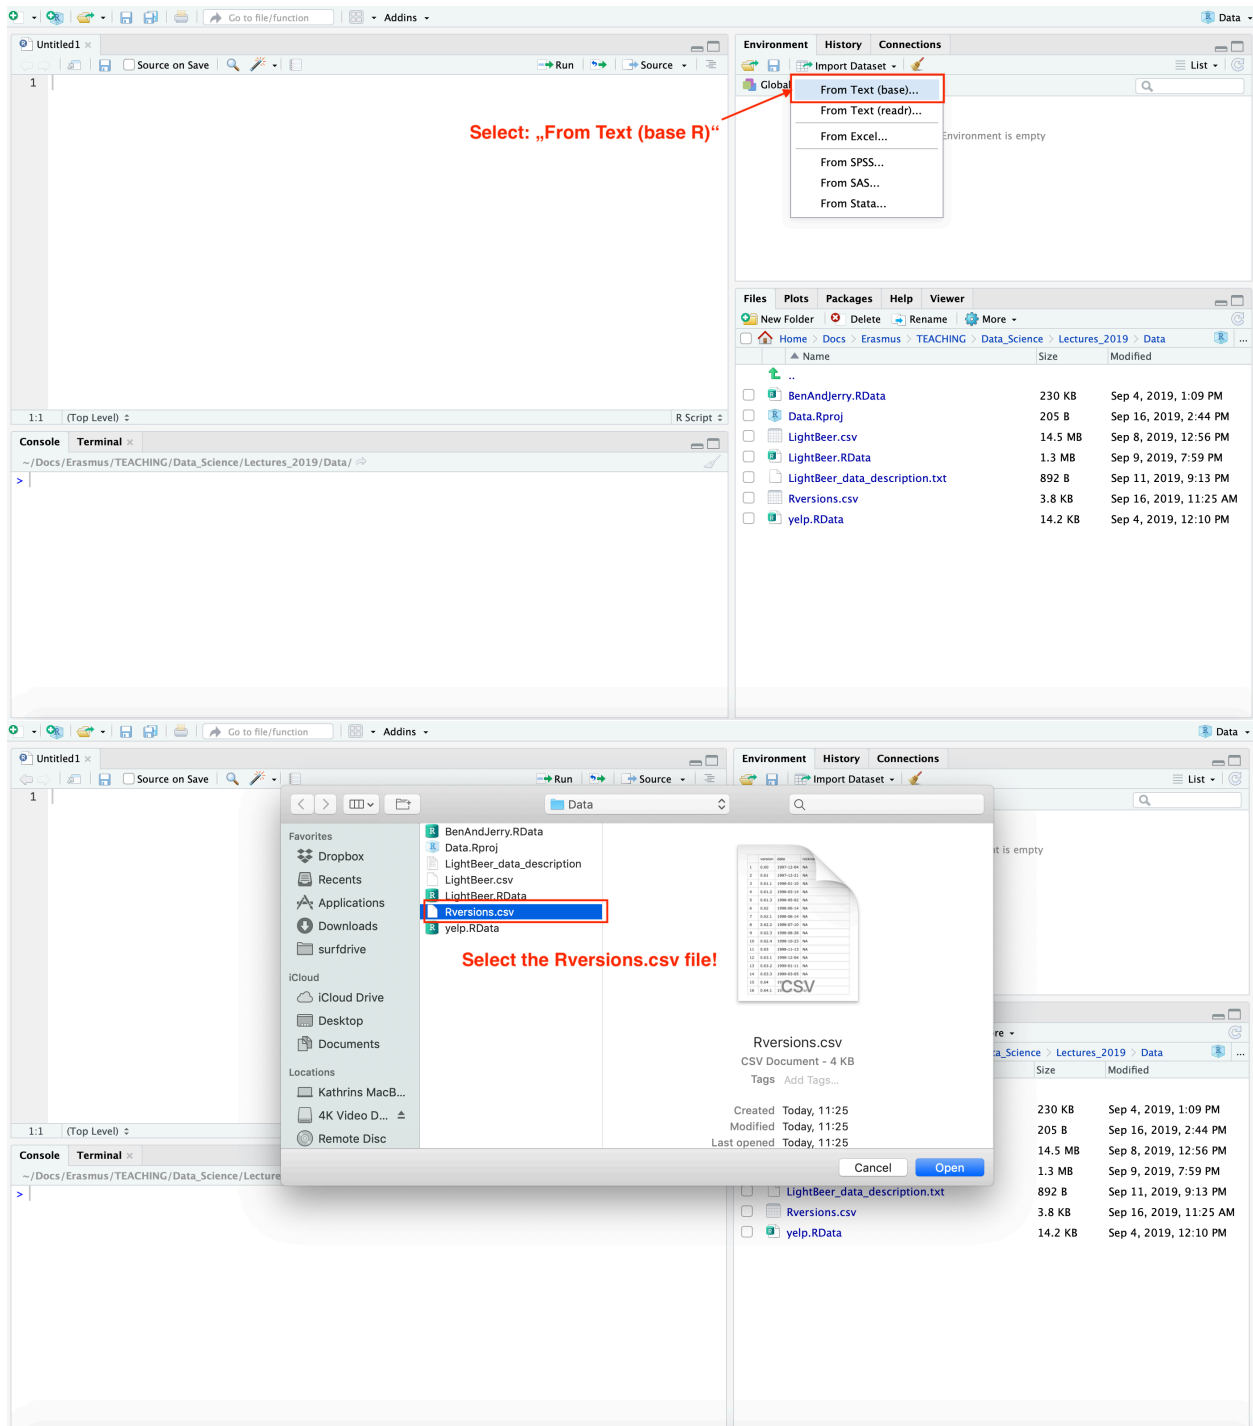 Go to file/function
Addins
Data
Untitled1
Source on Save
Run
Source
1
Select: „From Text (base R)“
1:1 (Top Level)
R Script
Console Terminal
~/Docs/Erasmus/TEACHING/Data_Science/Lectures_2019/Data/
>
Environment History Connections
Import Dataset
List
Global
From Text (base)...
From Text (readr)...
From Excel...
From SPSS...
From SAS...
From Stata...
Environment is empty
Files Plots Packages Help Viewer
New Folder Delete Rename More
Home > Docs > Erasmus > TEACHING > Data_Science > Lectures_2019 > Data ...
Name Size Modified
..
BenAndJerry.RData 230 KB Sep 4, 2019, 1:09 PM
Data.Rproj 205 B Sep 16, 2019, 2:44 PM
LightBeer.csv 14.5 MB Sep 8, 2019, 12:56 PM
LightBeer.RData 1.3 MB Sep 9, 2019, 7:59 PM
LightBeer_data_description.txt 892 B Sep 11, 2019, 9:13 PM
Rversions.csv 3.8 KB Sep 16, 2019, 11:25 AM
yelp.RData 14.2 KB Sep 4, 2019, 12:10 PM
Go to file/function
Addins
Data
Untitled1
Source on Save
Run
Source
1
1:1 (Top Level)
Console Terminal
~/Docs/Erasmus/TEACHING/Data_Science/Lecture
>
Environment History Connections
Import Dataset
List
Data
Favorites
Dropbox
Recents
Applications
Downloads
surfdrive
iCloud
iCloud Drive
Desktop
Documents
Locations
Kathrins MacB...
4K Video D...
Remote Disc
BenAndJerry.RData
Data.Rproj
LightBeer_data_description
LightBeer.csv
LightBeer.RData
Rversions.csv
yelp.RData
Select the Rversions.csv file!
CSV
Rversions.csv
CSV Document - 4 KB
Tags Add Tags...
Created Today, 11:25
Modified Today, 11:25
Last opened Today, 11:25
Cancel
Open
t is empty
re
ta_Science > Lectures_2019 > Data ...
Size Modified
230 KB Sep 4, 2019, 1:09 PM
205 B Sep 16, 2019, 2:44 PM
14.5 MB Sep 8, 2019, 12:56 PM
1.3 MB Sep 9, 2019, 7:59 PM
LightBeer_data_description.txt 892 B Sep 11, 2019, 9:13 PM
Rversions.csv 3.8 KB Sep 16, 2019, 11:25 AM
yelp.RData 14.2 KB Sep 4, 2019, 12:10 PM